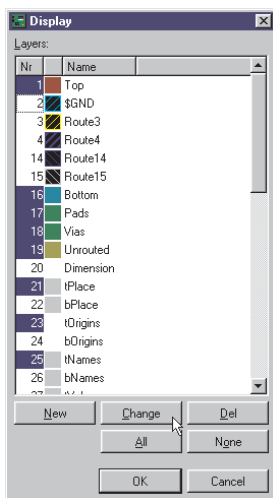 Display
Layers:
Nr Name
1 Top
2 $GND
3 Route3
4 Route4
14 Route14
15 Route15
16 Bottom
17 Pads
18 Vias
19 Unrouted
20 Dimension
21 tPlace
22 bPlace
23 tOrigins
24 bOrigins
25 tNames
26 bNames
New Change Del
All None
OK Cancel